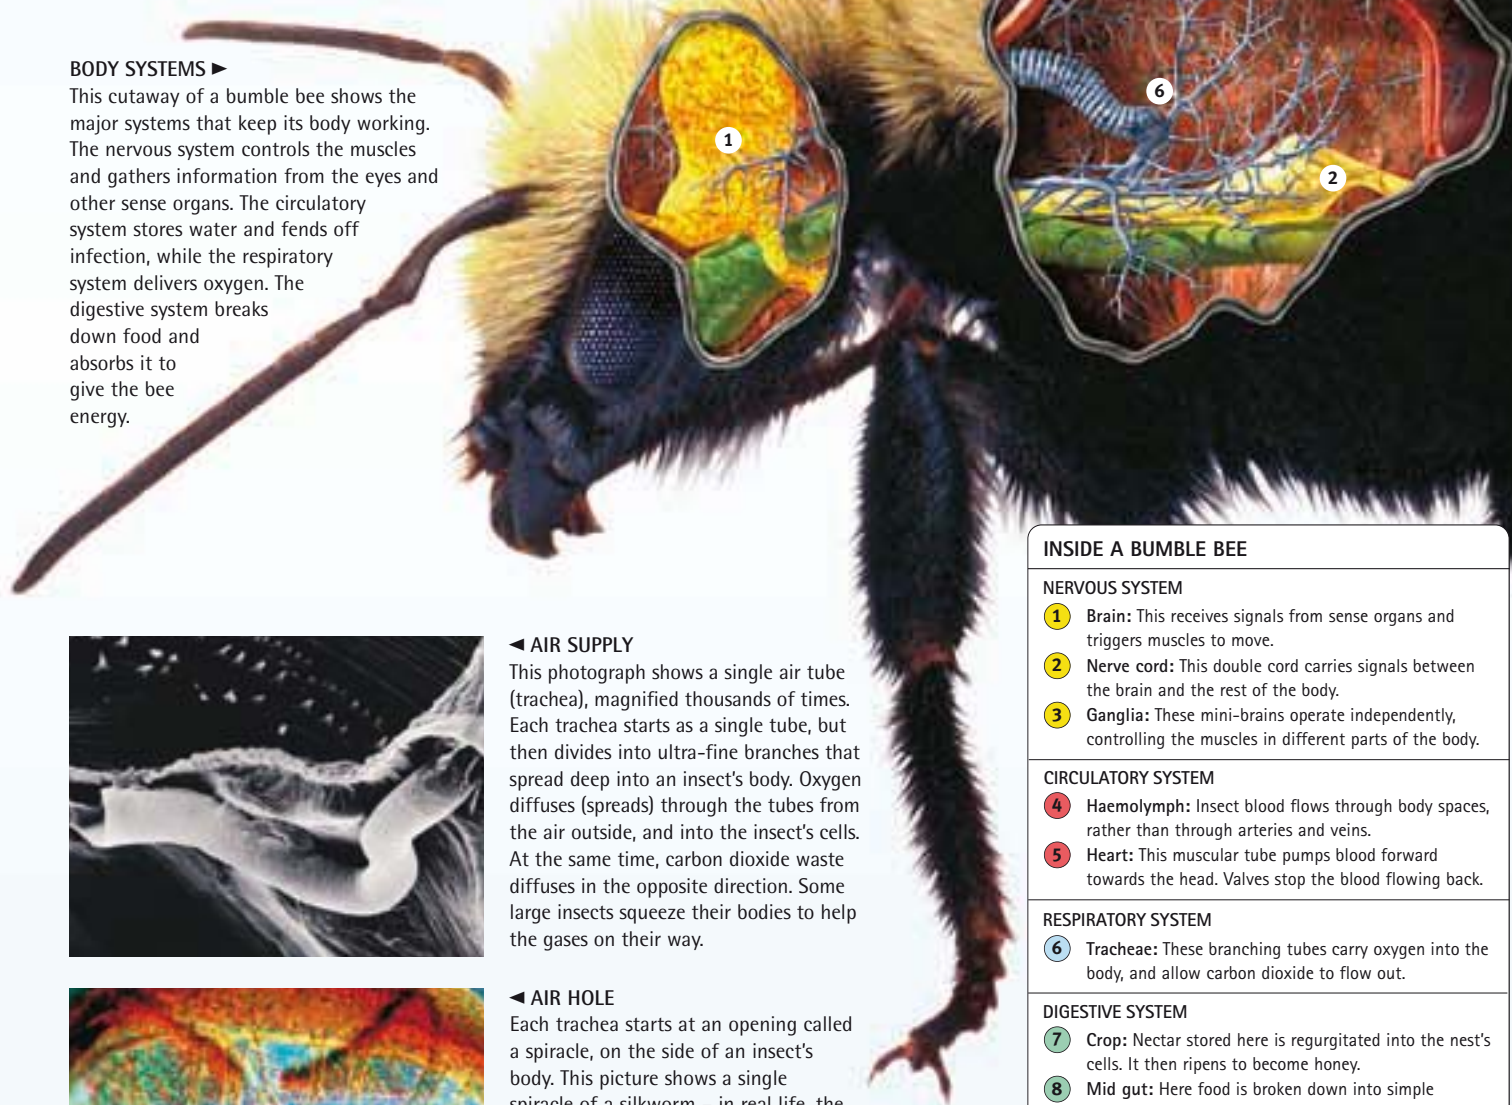 BODY SYSTEMS ►
This cutaway of a bumble bee shows the
major systems that keep its body working.
The nervous system controls the muscles
and gathers information from the eyes and
other sense organs. The circulatory
system stores water and fends off
infection, while the respiratory
system delivers oxygen. The
digestive system breaks
down food and
absorbs it to
give the bee
energy.
1
6
2
◄ AIR SUPPLY
This photograph shows a single air tube
(trachea), magnified thousands of times.
Each trachea starts as a single tube, but
then divides into ultra-fine branches that
spread deep into an insect's body. Oxygen
diffuses (spreads) through the tubes from
the air outside, and into the insect's cells.
At the same time, carbon dioxide waste
diffuses in the opposite direction. Some
large insects squeeze their bodies to help
the gases on their way.
◄ AIR HOLE
Each trachea starts at an opening called
a spiracle, on the side of an insect's
body. This picture shows a single
spiracle of a silkworm – in real life, the
INSIDE A BUMBLE BEE
NERVOUS SYSTEM
1 Brain: This receives signals from sense organs and
triggers muscles to move.
2 Nerve cord: This double cord carries signals between
the brain and the rest of the body.
3 Ganglia: These mini-brains operate independently,
controlling the muscles in different parts of the body.
CIRCULATORY SYSTEM
4 Haemolymph: Insect blood flows through body spaces,
rather than through arteries and veins.
5 Heart: This muscular tube pumps blood forward
towards the head. Valves stop the blood flowing back.
RESPIRATORY SYSTEM
6 Tracheae: These branching tubes carry oxygen into the
body, and allow carbon dioxide to flow out.
DIGESTIVE SYSTEM
7 Crop: Nectar stored here is regurgitated into the nest's
cells. It then ripens to become honey.
8 Mid gut: Here food is broken down into simple